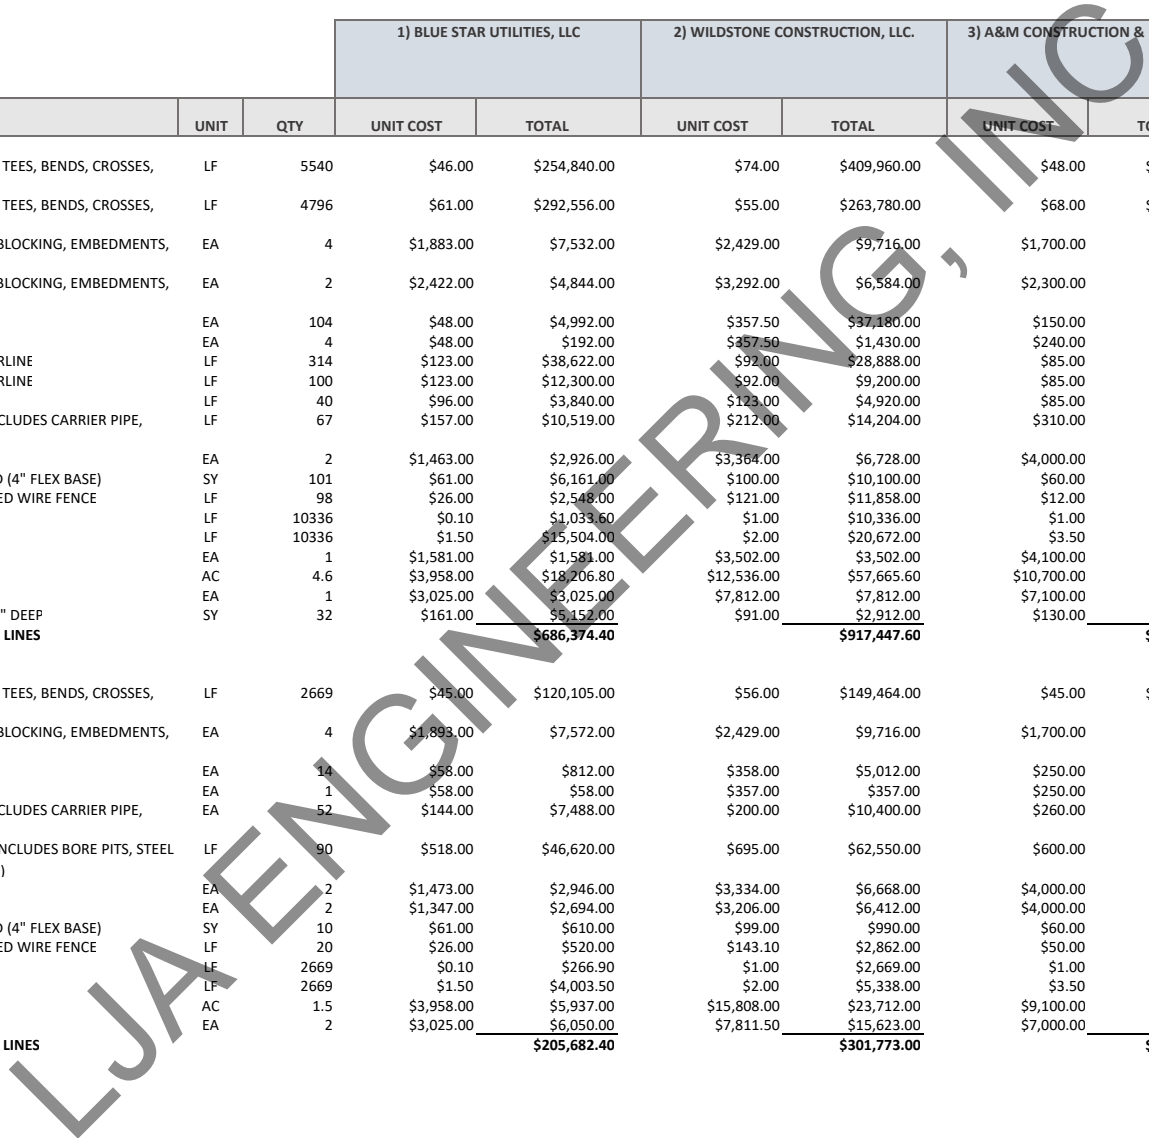 1) BLUE STAR UTILITIES, LLC 2) WILDSTONE CONSTRUCTION, LLC. 3) A&M CONSTRUCTION &
UNIT QTY UNIT COST TOTAL UNIT COST TOTAL UNIT COST TO
TEES, BENDS, CROSSES, LF 5540 $46.00 $254,840.00 $74.00 $409,960.00 $48.00 $
TEES, BENDS, CROSSES, LF 4796 $61.00 $292,556.00 $55.00 $263,780.00 $68.00 $
BLOCKING, EMBEDMENTS, EA 4 $1,883.00 $7,532.00 $2,429.00 $9,716.00 $1,700.00
BLOCKING, EMBEDMENTS, EA 2 $2,422.00 $4,844.00 $3,292.00 $6,584.00 $2,300.00
EA 104 $48.00 $4,992.00 $357.50 $37,180.00 $150.00
EA 4 $48.00 $192.00 $357.50 $1,430.00 $240.00
RLINE LF 314 $123.00 $38,622.00 $92.00 $28,888.00 $85.00
RLINE LF 100 $123.00 $12,300.00 $92.00 $9,200.00 $85.00
LF 40 $96.00 $3,840.00 $123.00 $4,920.00 $85.00
CLUDES CARRIER PIPE, LF 67 $157.00 $10,519.00 $212.00 $14,204.00 $310.00
EA 2 $1,463.00 $2,926.00 $3,364.00 $6,728.00 $4,000.00
D (4" FLEX BASE) SY 101 $61.00 $6,161.00 $100.00 $10,100.00 $60.00
ED WIRE FENCE LF 98 $26.00 $2,548.00 $121.00 $11,858.00 $12.00
LF 10336 $0.10 $1,033.60 $1.00 $10,336.00 $1.00
LF 10336 $1.50 $15,504.00 $2.00 $20,672.00 $3.50
EA 1 $1,581.00 $1,581.00 $3,502.00 $3,502.00 $4,100.00
AC 4.6 $3,958.00 $18,206.80 $12,536.00 $57,665.60 $10,700.00
EA 1 $3,025.00 $3,025.00 $7,812.00 $7,812.00 $7,100.00
" DEEP SY 32 $161.00 $5,152.00 $91.00 $2,912.00 $130.00
LINES $686,374.40 $917,447.60 $
TEES, BENDS, CROSSES, LF 2669 $45.00 $120,105.00 $56.00 $149,464.00 $45.00 $
BLOCKING, EMBEDMENTS, EA 4 $1,893.00 $7,572.00 $2,429.00 $9,716.00 $1,700.00
EA 14 $58.00 $812.00 $358.00 $5,012.00 $250.00
EA 1 $58.00 $58.00 $357.00 $357.00 $250.00
CLUDES CARRIER PIPE, EA 52 $144.00 $7,488.00 $200.00 $10,400.00 $260.00
NCLUDES BORE PITS, STEEL LF 90 $518.00 $46,620.00 $695.00 $62,550.00 $600.00
)
EA 2 $1,473.00 $2,946.00 $3,334.00 $6,668.00 $4,000.00
EA 2 $1,347.00 $2,694.00 $3,206.00 $6,412.00 $4,000.00
D (4" FLEX BASE) SY 10 $61.00 $610.00 $99.00 $990.00 $60.00
ED WIRE FENCE LF 20 $26.00 $520.00 $143.10 $2,862.00 $50.00
LF 2669 $0.10 $266.90 $1.00 $2,669.00 $1.00
LF 2669 $1.50 $4,003.50 $2.00 $5,338.00 $3.50
AC 1.5 $3,958.00 $5,937.00 $15,808.00 $23,712.00 $9,100.00
EA 2 $3,025.00 $6,050.00 $7,811.50 $15,623.00 $7,000.00
LINES $205,682.40 $301,773.00 $
LJA ENGINEERING, INC